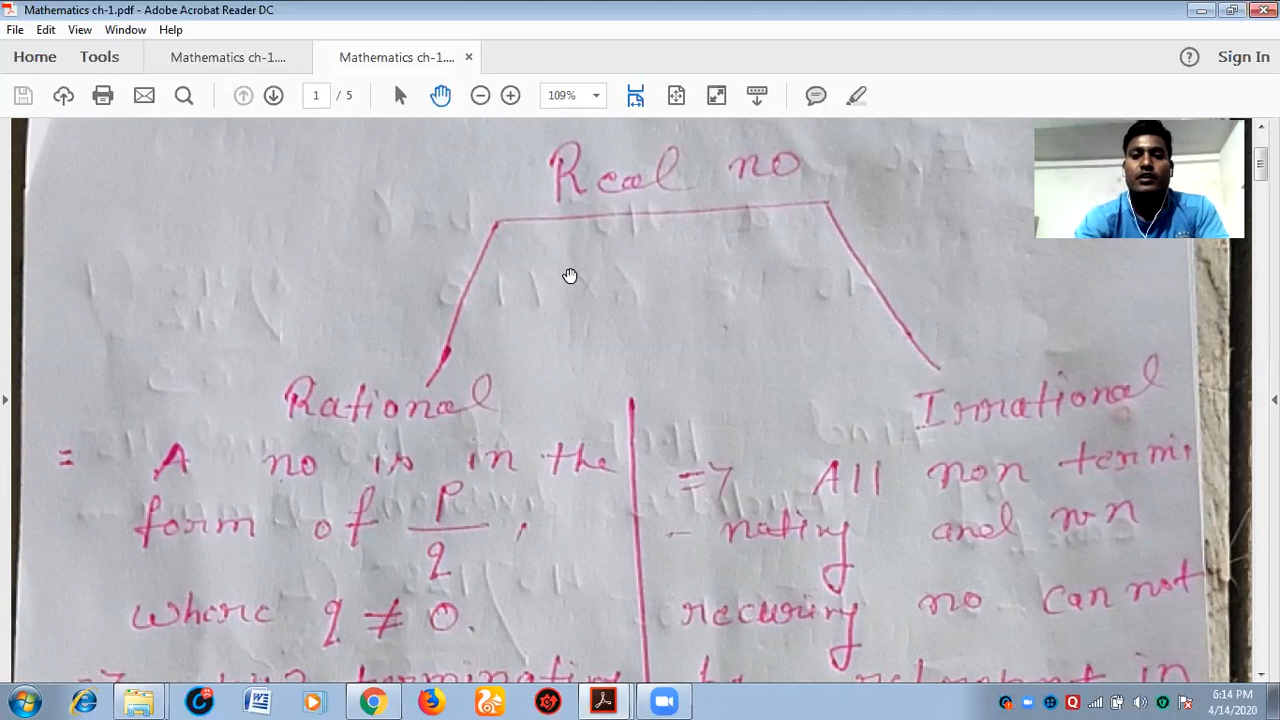 Mathematics ch-1.pdf - Adobe Acrobat Reader DC
File Edit View Window Help
Home Tools Mathematics ch-1.... Mathematics ch-1.... × ? Sign In
1 / 5 109%
Real no
Rational
Irrational
= A no is in the
form of P/q,
where q ≠ 0.
=7 All non termi
- nating and non
recuring no can not
6:14 PM
4/14/2020